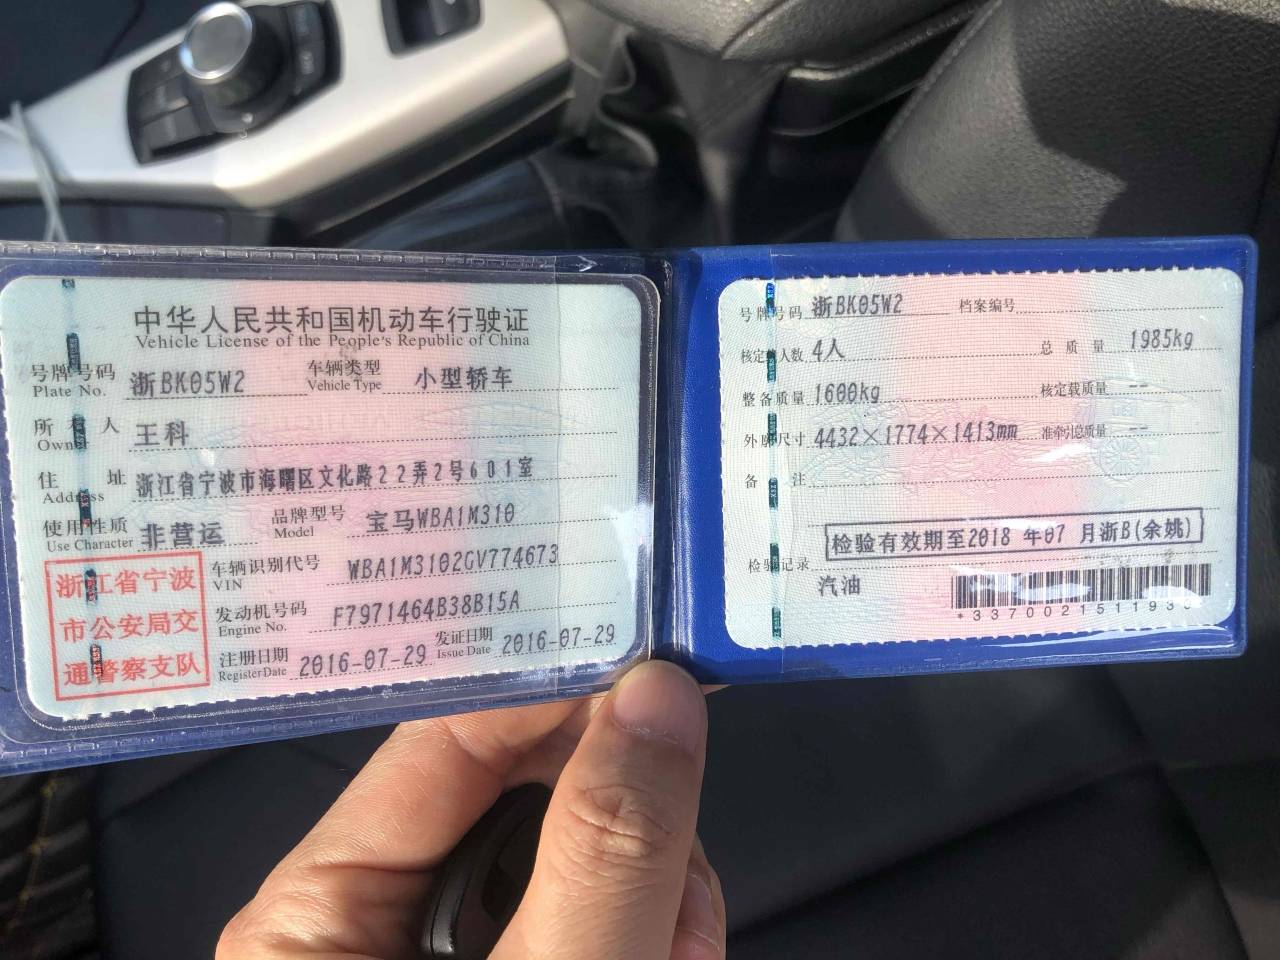 中华人民共和国机动车行驶证
Vehicle License of the People's Republic of China
号牌号码 浙BK05W2 车辆类型 小型轿车
Plate No. Vehicle Type
所有人 王科
Owner
住址 浙江省宁波市海曙区文化路22弄2号601室
Address
使用性质 非营运 品牌型号 宝马WBA1M310
Use Character Model
浙江省宁波
市公安局交
通警察支队
车辆识别代号 WBA1M3102GV774673
VIN
发动机号码 F7971464B38B15A
Engine No.
注册日期 2016-07-29 发证日期 2016-07-29
Register Date Issue Date
号牌号码 浙BK05W2 档案编号
核定人数 4人 总质量 1985kg
整备质量 1600kg 核定载质量 --
外廓尺寸 4432×1774×1413mm 准牵引总质量 --
备注
检验有效期至2018 年07 月浙B(余姚)
检验记录
汽油